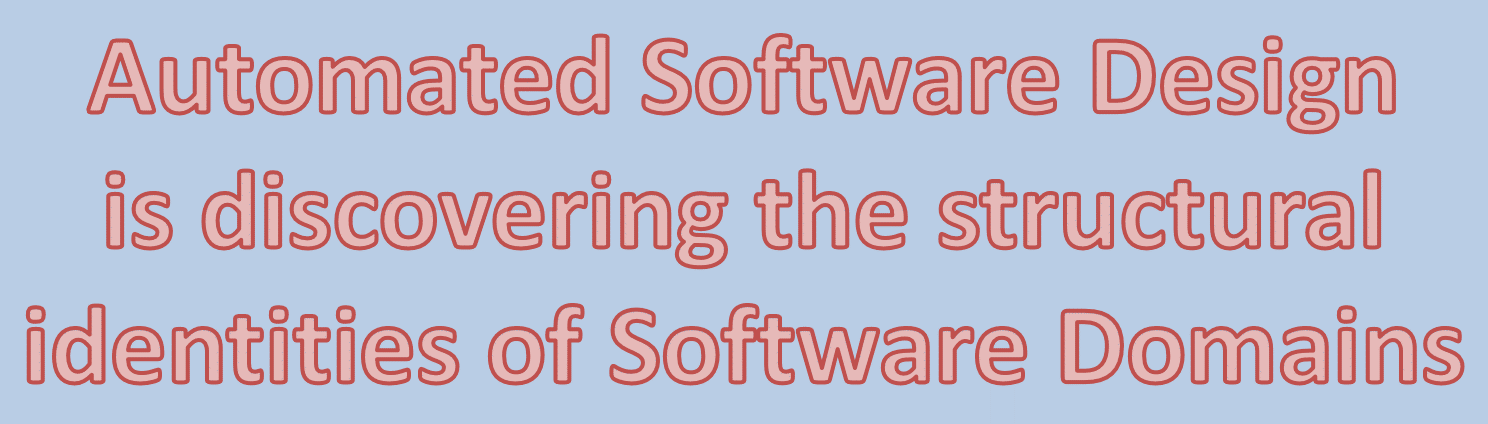 Automated Software Design
is discovering the structural
identities of Software Domains